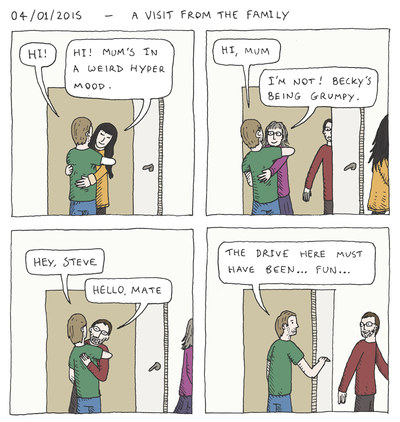 04/01/2015 – A VISIT FROM THE FAMILY
HI!
HI! MUM'S IN
A WEIRD HYPER
MOOD.
HI, MUM
I'M NOT! BECKY'S
BEING GRUMPY.
HEY, STEVE
HELLO, MATE
THE DRIVE HERE MUST
HAVE BEEN... FUN...